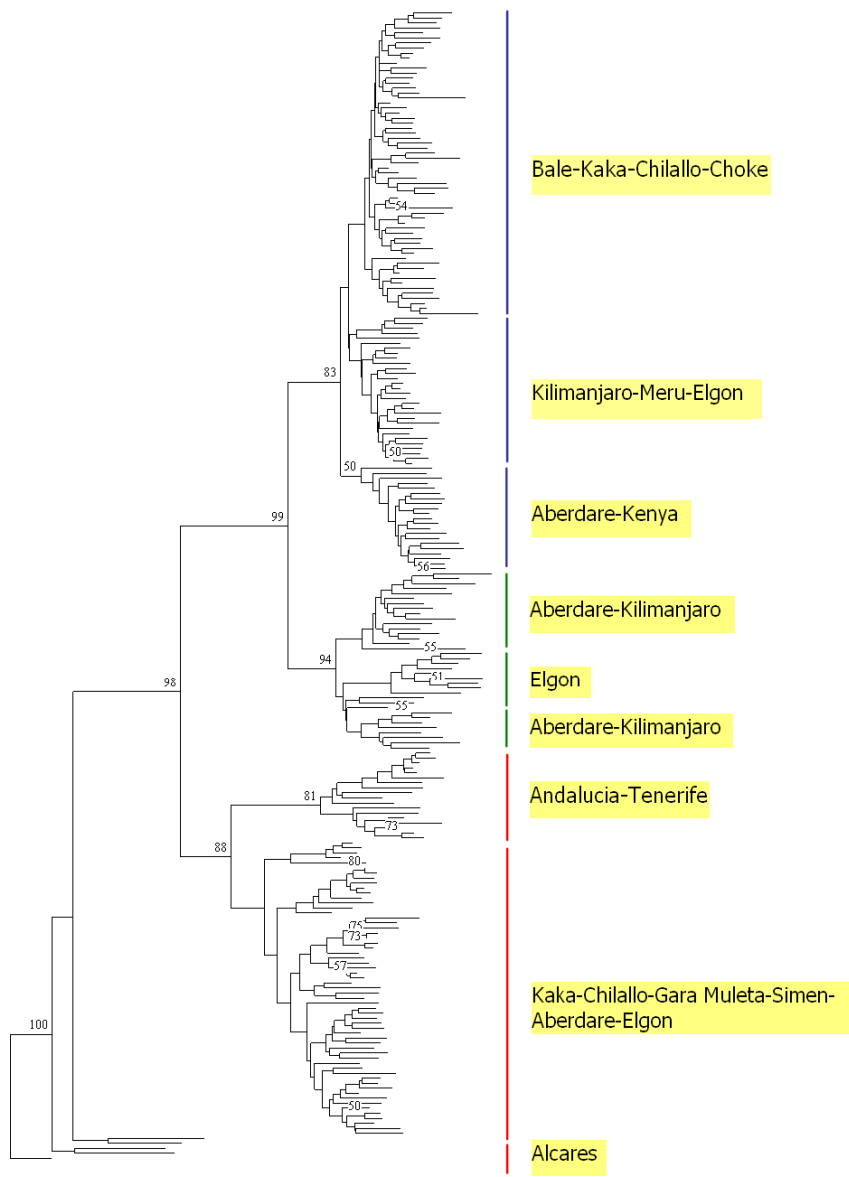 54
Bale-Kaka-Chilallo-Choke
83
Kilimanjaro-Meru-Elgon
50
50
Aberdare-Kenya
99
56
Aberdare-Kilimanjaro
55
94
Elgon
51
98
55
Aberdare-Kilimanjaro
81
Andalucia-Tenerife
73
88
80
75
73
57
Kaka-Chilallo-Gara Muleta-Simen-
Aberdare-Elgon
100
50
Alcares